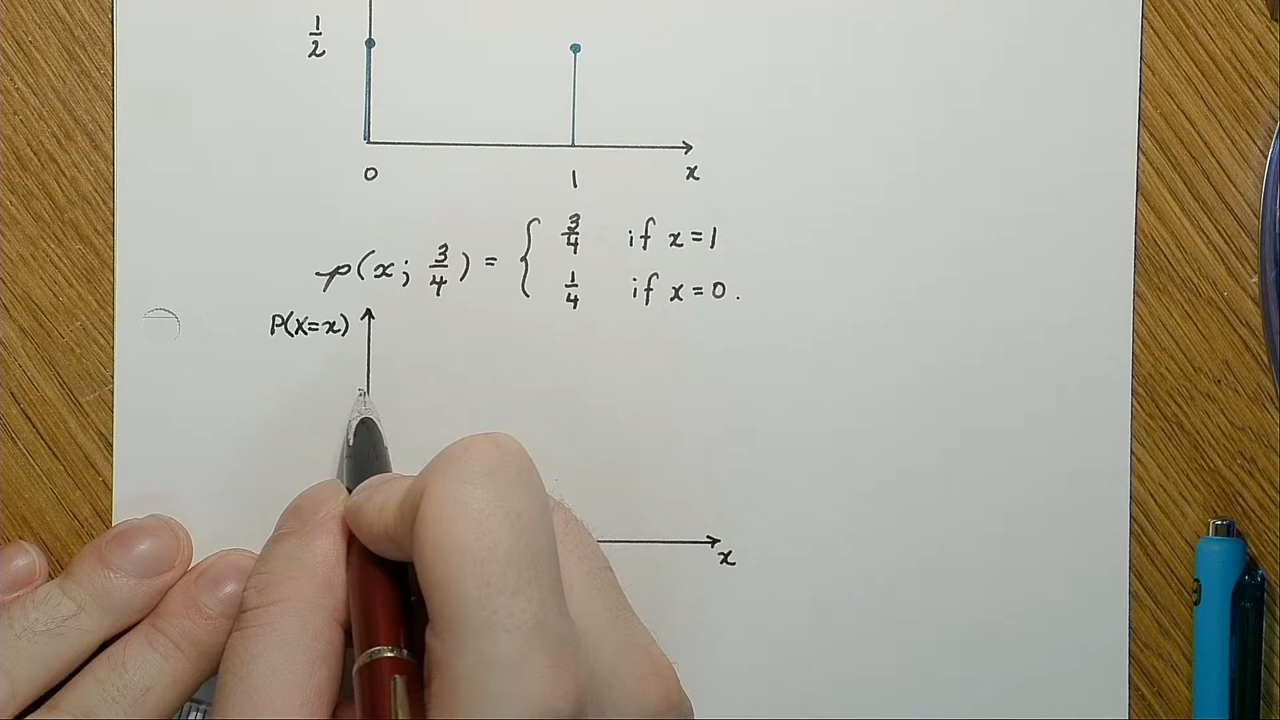 1/2
0 1 x
p(x; 3/4) = { 3/4 if x=1
1/4 if x=0.
P(X=x)
x